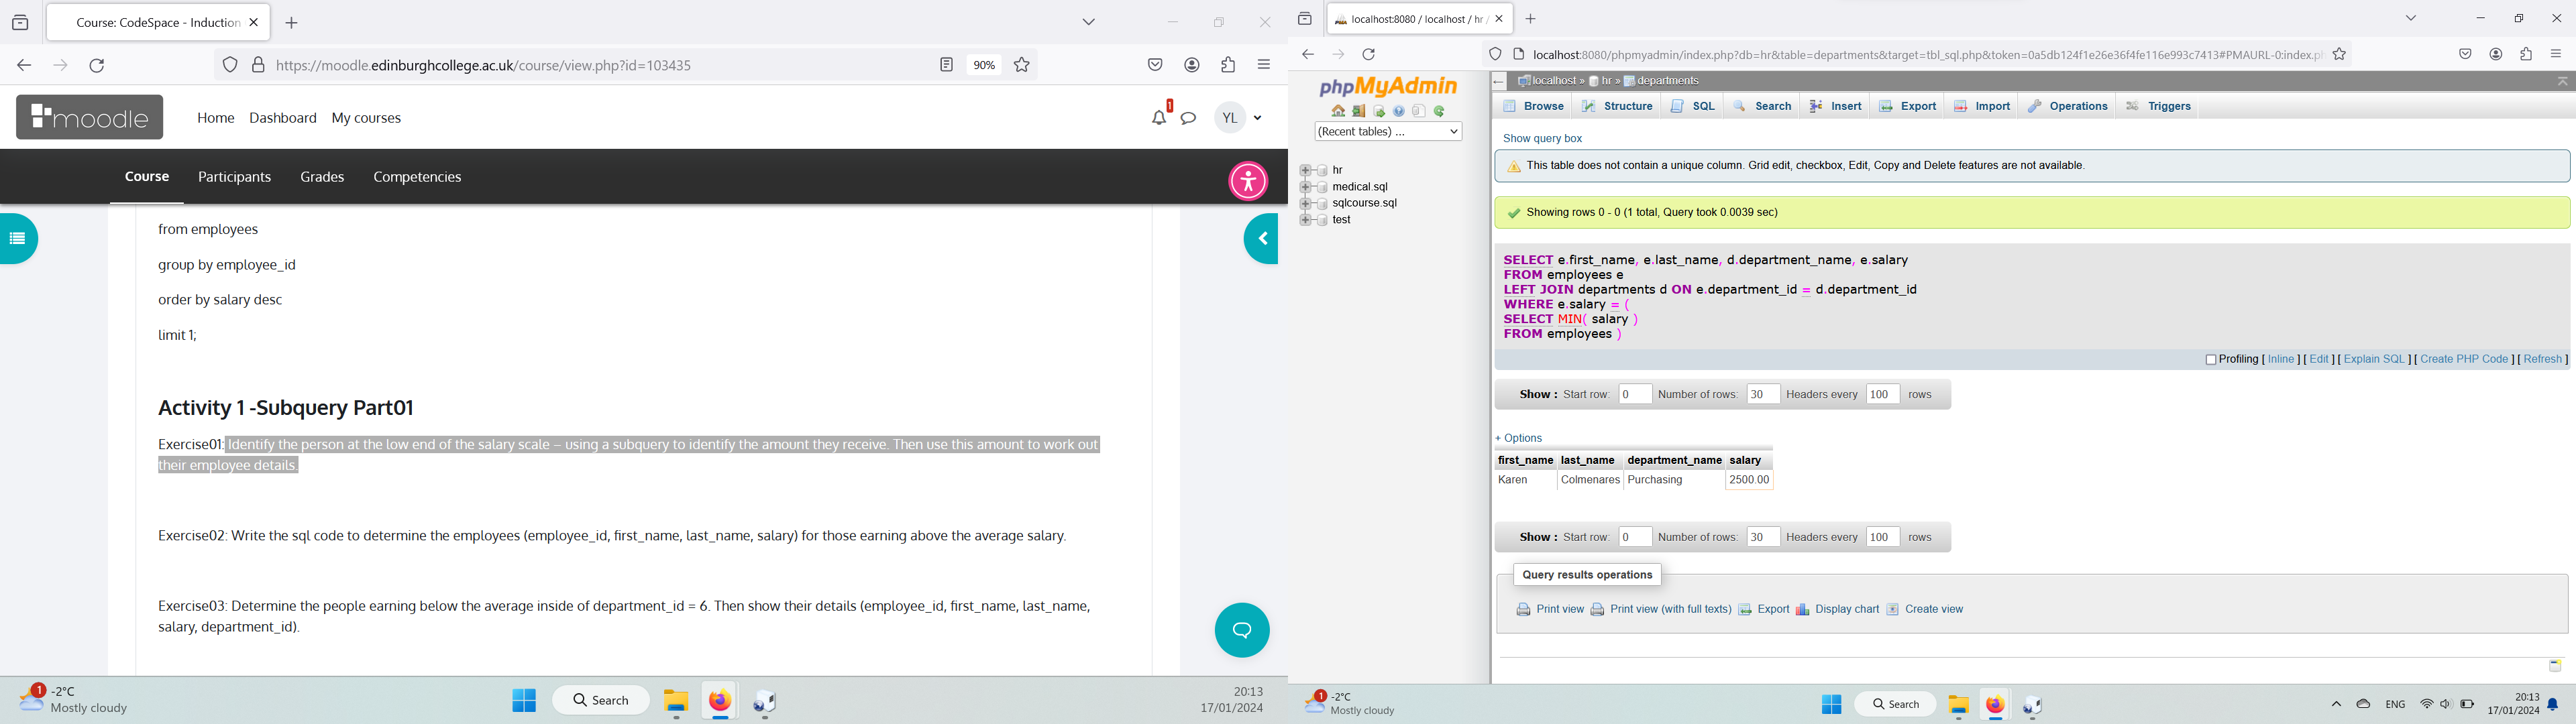 Course: CodeSpace - Induction
https://moodle.edinburghcollege.ac.uk/course/view.php?id=103435
90%
moodle
Home
Dashboard
My courses
1
YL
Course
Participants
Grades
Competencies
from employees
group by employee_id
order by salary desc
limit 1;
Activity 1 -Subquery Part01
Exercise01: Identify the person at the low end of the salary scale – using a subquery to identify the amount they receive. Then use this amount to work out
their employee details.
Exercise02: Write the sql code to determine the employees (employee_id, first_name, last_name, salary) for those earning above the average salary.
Exercise03: Determine the people earning below the average inside of department_id = 6. Then show their details (employee_id, first_name, last_name,
salary, department_id).
1
-2°C
Mostly cloudy
Search
20:13
17/01/2024
localhost:8080 / localhost / hr /
localhost:8080/phpmyadmin/index.php?db=hr&table=departments&target=tbl_sql.php&token=0a5db124f1e26e36f4fe116e993c7413#PMAURL-0:index.p
phpMyAdmin
(Recent tables) ...
hr
medical.sql
sqlcourse.sql
test
localhost » hr » departments
Browse
Structure
SQL
Search
Insert
Export
Import
Operations
Triggers
Show query box
This table does not contain a unique column. Grid edit, checkbox, Edit, Copy and Delete features are not available.
Showing rows 0 - 0 (1 total, Query took 0.0039 sec)
SELECT e.first_name, e.last_name, d.department_name, e.salary
FROM employees e
LEFT JOIN departments d ON e.department_id = d.department_id
WHERE e.salary = (
SELECT MIN( salary )
FROM employees )
Profiling [ Inline ] [ Edit ] [ Explain SQL ] [ Create PHP Code ] [ Refresh ]
Show : Start row: 0 Number of rows: 30 Headers every 100 rows
+ Options
first_name last_name department_name salary
Karen Colmenares Purchasing 2500.00
Show : Start row: 0 Number of rows: 30 Headers every 100 rows
Query results operations
Print view
Print view (with full texts)
Export
Display chart
Create view
1
-2°C
Mostly cloudy
Search
ENG
20:13
17/01/2024